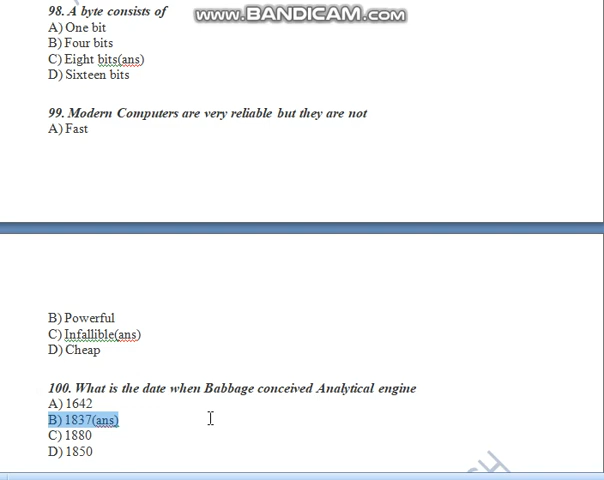 98. A byte consists of
www.BANDICAM.com
A) One bit
B) Four bits
C) Eight bits(ans)
D) Sixteen bits
99. Modern Computers are very reliable but they are not
A) Fast
B) Powerful
C) Infallible(ans)
D) Cheap
100. What is the date when Babbage conceived Analytical engine
A) 1642
B) 1837(ans)
C) 1880
D) 1850